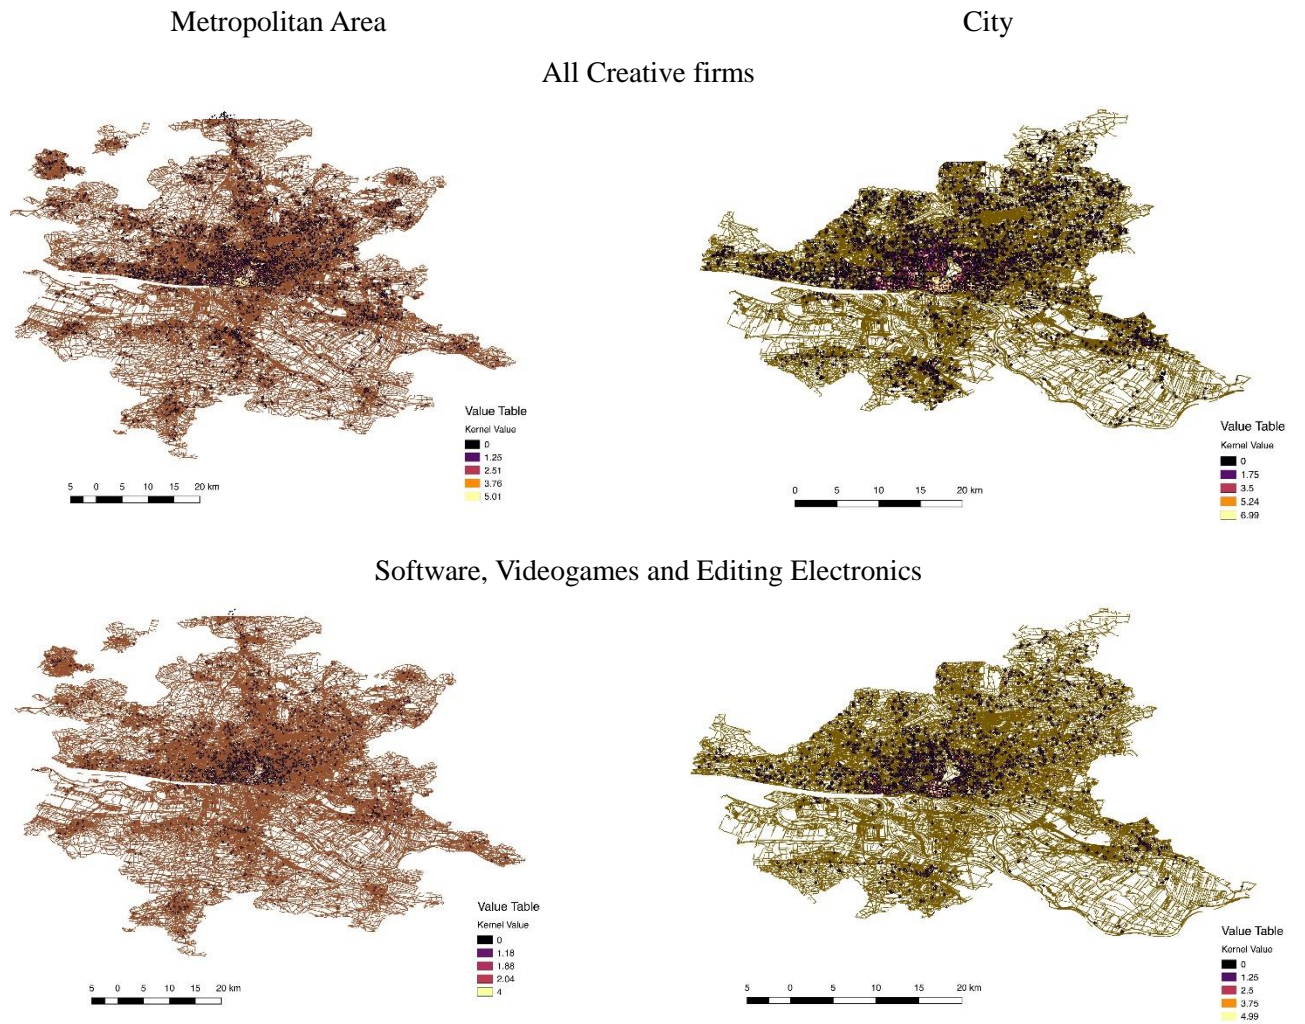 Metropolitan Area
City
All Creative firms
Value Table
Kernel Value
0
1.25
2.51
3.76
5.01
5 0 5 10 15 20 km
Value Table
Kernel Value
0
1.75
3.5
5.24
6.99
0 5 10 15 20 km
Software, Videogames and Editing Electronics
Value Table
Kernel Value
0
1.18
1.88
2.04
4
5 0 5 10 15 20 km
Value Table
Kernel Value
0
1.25
2.5
3.75
4.99
5 0 5 10 15 20 km